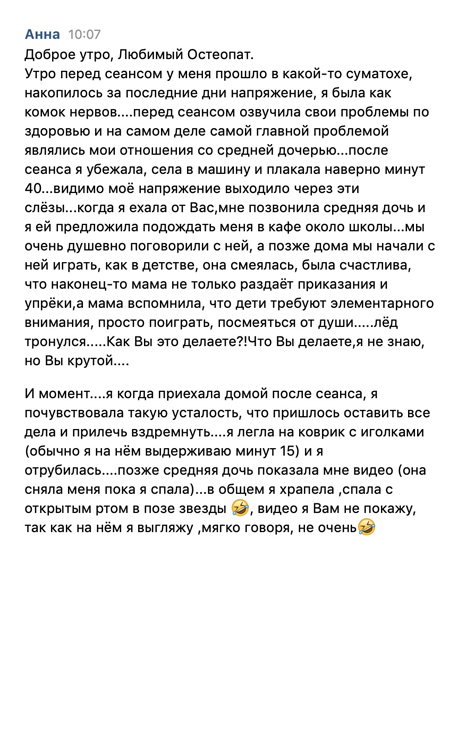 Анна 10:07
Доброе утро, Любимый Остеопат.
Утро перед сеансом у меня прошло в какой-то суматохе,
накопилось за последние дни напряжение, я была как
комок нервов....перед сеансом озвучила свои проблемы по
здоровью и на самом деле самой главной проблемой
являлись мои отношения со средней дочерью...после
сеанса я убежала, села в машину и плакала наверно минут
40...видимо моё напряжение выходило через эти
слёзы...когда я ехала от Вас,мне позвонила средняя дочь и
я ей предложила подождать меня в кафе около школы...мы
очень душевно поговорили с ней, а позже дома мы начали с
ней играть, как в детстве, она смеялась, была счастлива,
что наконец-то мама не только раздаёт приказания и
упрёки,а мама вспомнила, что дети требуют элементарного
внимания, просто поиграть, посмеяться от души.....лёд
тронулся.....Как Вы это делаете?!Что Вы делаете,я не знаю,
но Вы крутой....
И момент....я когда приехала домой после сеанса, я
почувствовала такую усталость, что пришлось оставить все
дела и прилечь вздремнуть....я легла на коврик с иголками
(обычно я на нём выдерживаю минут 15) и я
отрубилась....позже средняя дочь показала мне видео (она
сняла меня пока я спала)...в общем я храпела ,спала с
открытым ртом в позе звезды 🤣, видео я Вам не покажу,
так как на нём я выгляжу ,мягко говоря, не очень🤣